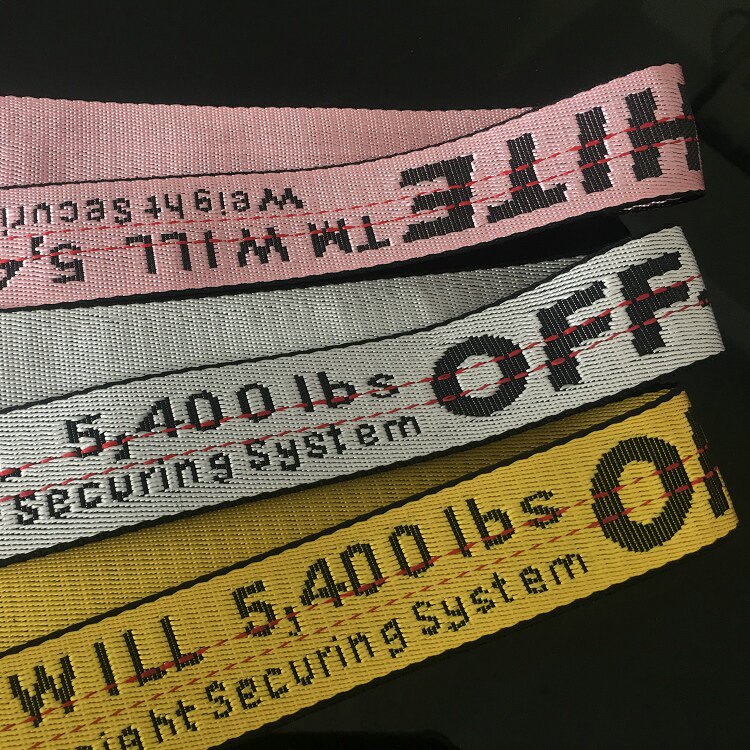 HITE TM WILL 5,4
Weight Securi
5,400 lbs OFF
Securing System
WILL 5,400 lbs OF
ight Securing System